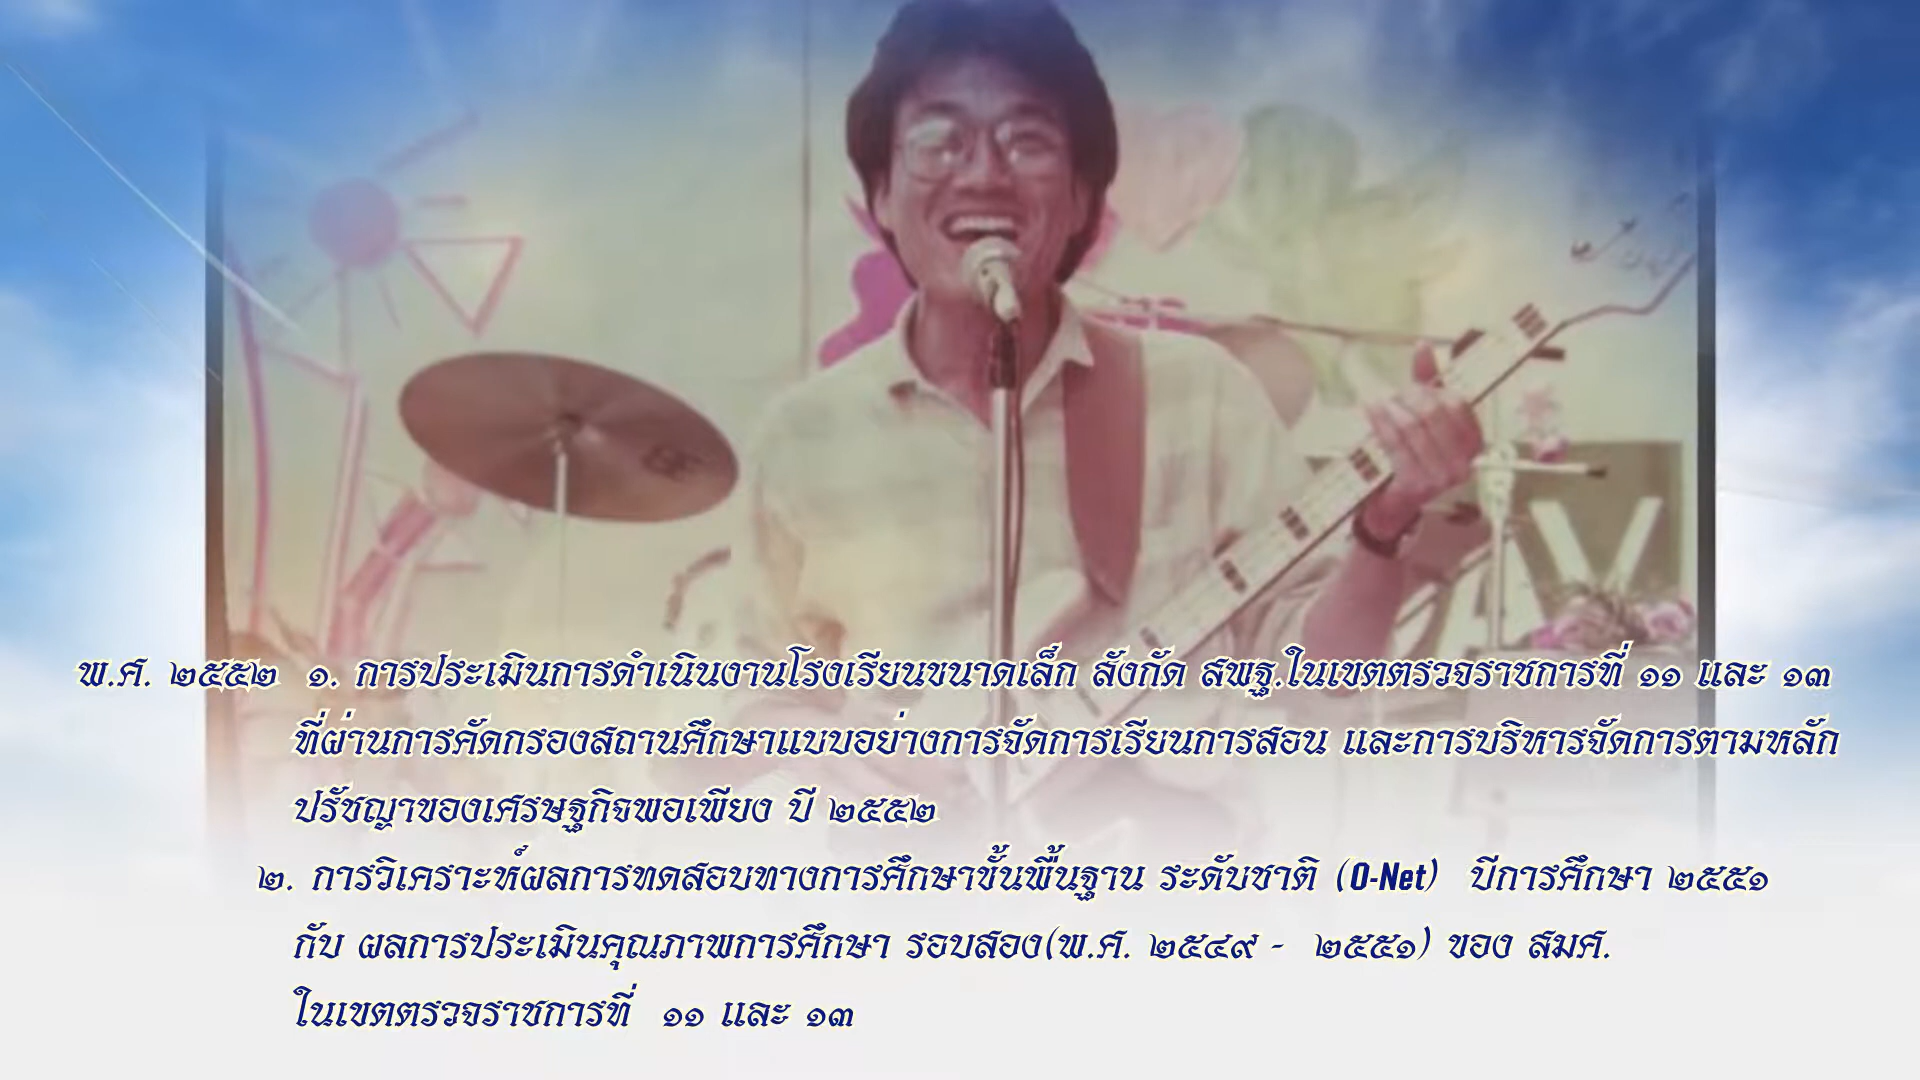 พ.ศ. ๒๕๕๒ ๑. การประเมินการดำเนินงานโรงเรียนขนาดเล็ก สังกัด สพฐ.ในเขตตรวจราชการที่ ๑๑ และ ๑๓
ที่ผ่านการคัดกรองสถานศึกษาแบบอย่างการจัดการเรียนการสอน และการบริหารจัดการตามหลัก
ปรัชญาของเศรษฐกิจพอเพียง ปี ๒๕๕๒
๒. การวิเคราะห์ผลการทดสอบทางการศึกษาขั้นพื้นฐาน ระดับชาติ (O-Net) ปีการศึกษา ๒๕๕๑
กับ ผลการประเมินคุณภาพการศึกษา รอบสอง(พ.ศ. ๒๕๔๙ - ๒๕๕๑) ของ สมศ.
ในเขตตรวจราชการที่ ๑๑ และ ๑๓